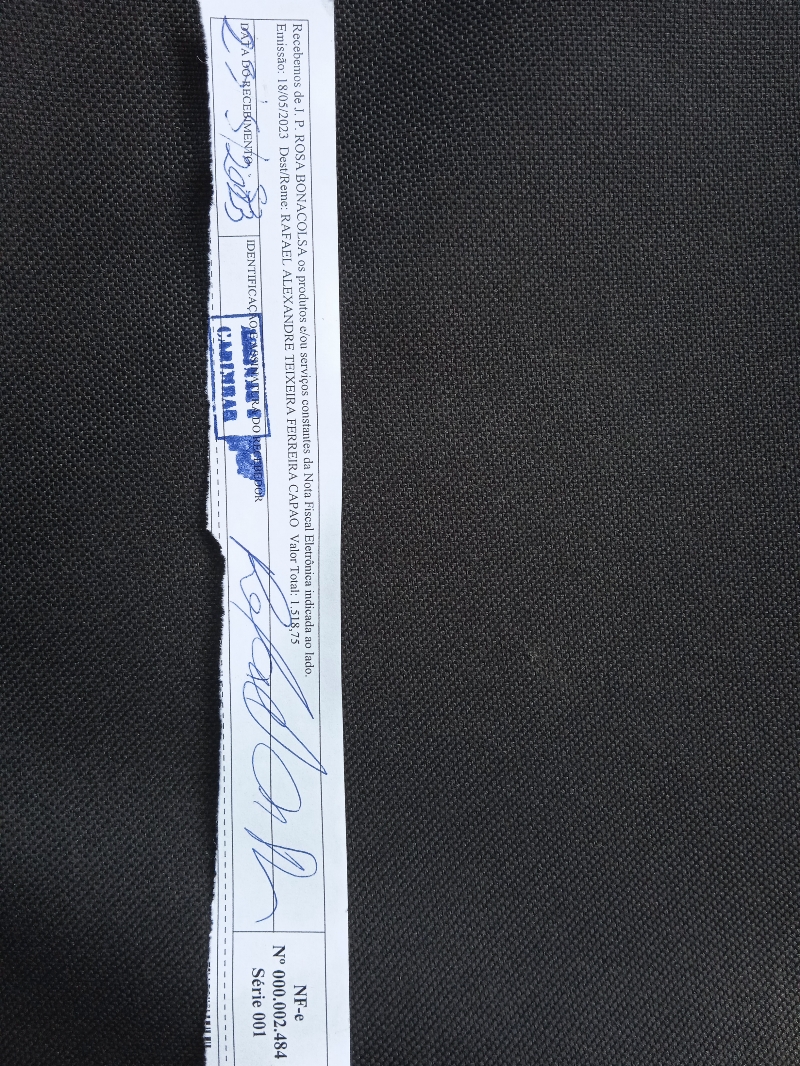 Recebemos de J. P. ROSA BONACOLSA os produtos e/ou serviços constantes da Nota Fiscal Eletrônica indicada ao lado.
Emissão: 18/05/2023 Dest/Reme: RAFAEL ALEXANDRE TEIXEIRA FERREIRA CAPAO Valor Total: 1.518,75
DATA DO RECEBIMENTO
IDENTIFICAÇÃO E ASSINATURA DO RECEBEDOR
CARIMBAR
NF-e
Nº 000.002.484
Série 001